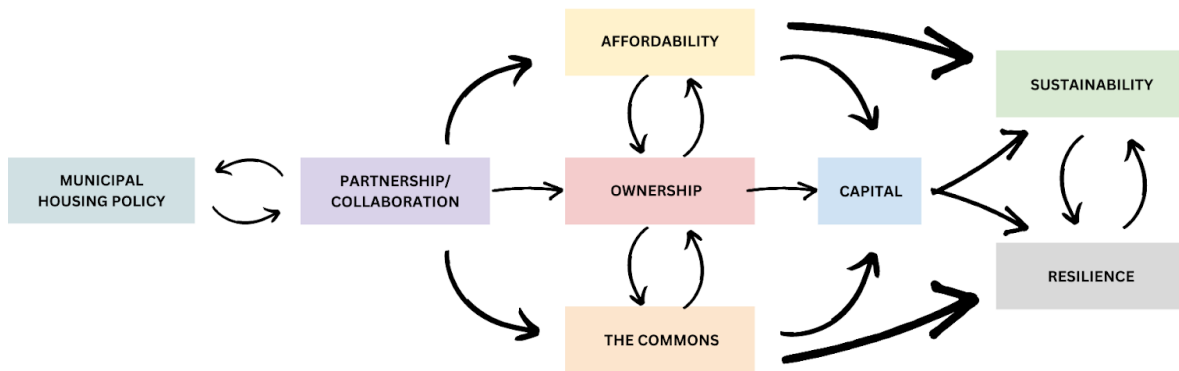 AFFORDABILITY
SUSTAINABILITY
MUNICIPAL
HOUSING POLICY
PARTNERSHIP/
COLLABORATION
OWNERSHIP
CAPITAL
RESILIENCE
THE COMMONS